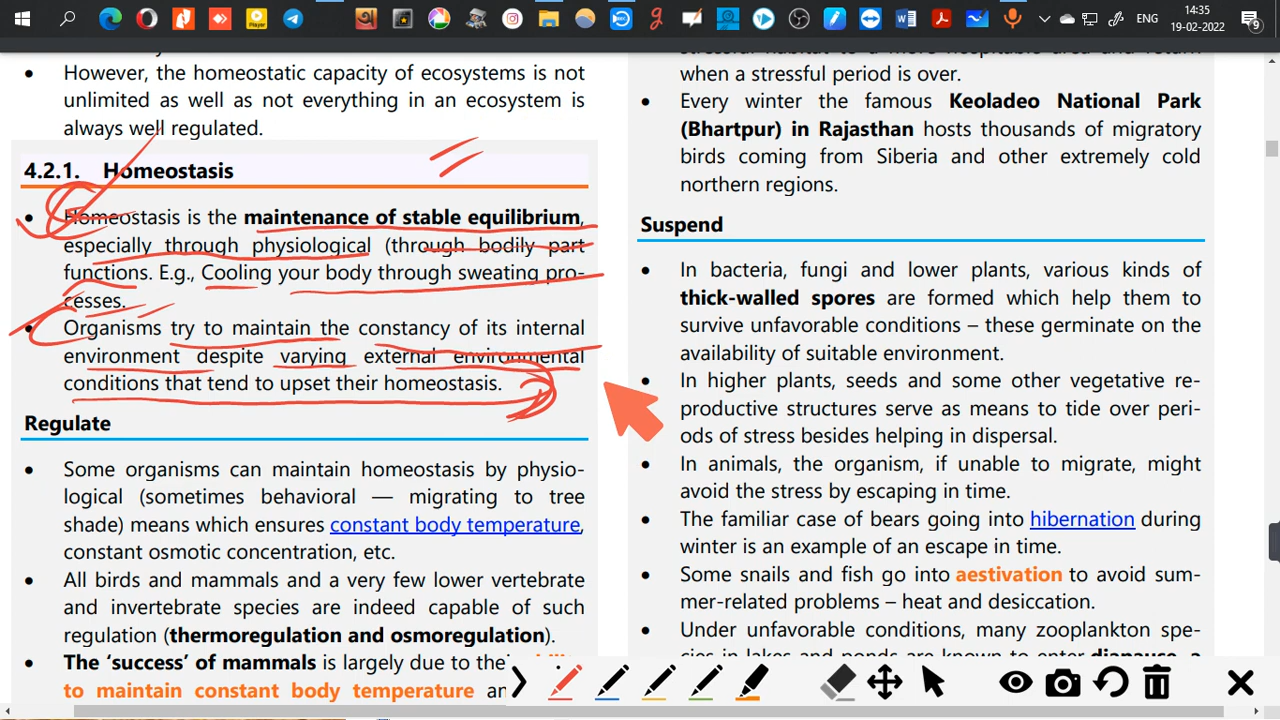 14:35
ENG
19-02-2022
However, the homeostatic capacity of ecosystems is not
unlimited as well as not everything in an ecosystem is
always well regulated.
4.2.1. Homeostasis
Homeostasis is the maintenance of stable equilibrium,
especially through physiological (through bodily part
functions. E.g., Cooling your body through sweating pro-
cesses.
Organisms try to maintain the constancy of its internal
environment despite varying external environmental
conditions that tend to upset their homeostasis.
Regulate
Some organisms can maintain homeostasis by physio-
logical (sometimes behavioral — migrating to tree
shade) means which ensures constant body temperature,
constant osmotic concentration, etc.
All birds and mammals and a very few lower vertebrate
and invertebrate species are indeed capable of such
regulation (thermoregulation and osmoregulation).
The ‘success’ of mammals is largely due to their
to maintain constant body temperature
when a stressful period is over.
Every winter the famous Keoladeo National Park
(Bhartpur) in Rajasthan hosts thousands of migratory
birds coming from Siberia and other extremely cold
northern regions.
Suspend
In bacteria, fungi and lower plants, various kinds of
thick-walled spores are formed which help them to
survive unfavorable conditions – these germinate on the
availability of suitable environment.
In higher plants, seeds and some other vegetative re-
productive structures serve as means to tide over peri-
ods of stress besides helping in dispersal.
In animals, the organism, if unable to migrate, might
avoid the stress by escaping in time.
The familiar case of bears going into hibernation during
winter is an example of an escape in time.
Some snails and fish go into aestivation to avoid sum-
mer-related problems – heat and desiccation.
Under unfavorable conditions, many zooplankton spe-
cies in lakes and ponds are known to enter diapause, a